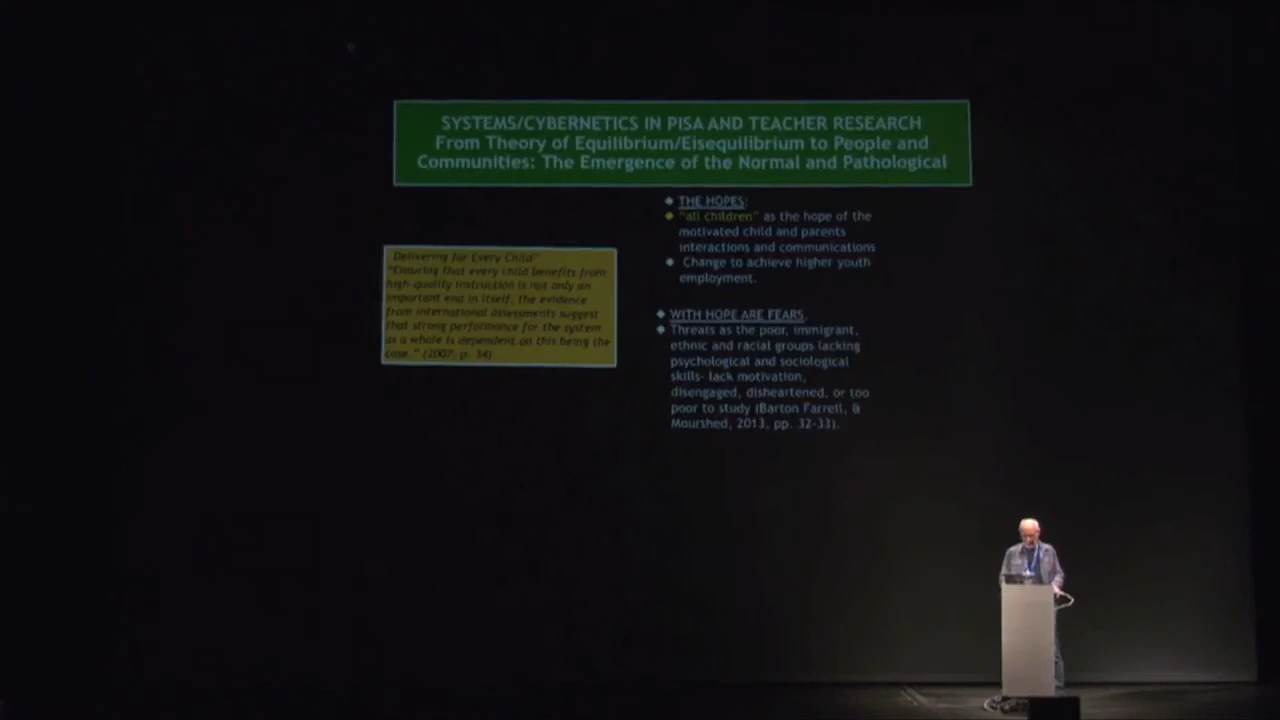 SYSTEMS/CYBERNETICS IN PISA AND TEACHER RESEARCH
From Theory of Equilibrium/Eisequilibrium to People and
Communities: The Emergence of the Normal and Pathological
Delivering for Every Child"
"Ensuring that every child benefits from
high-quality instruction is not only an
important end in itself, the evidence
from international assessments suggest
that strong performance for the system
as a whole is dependent on this being the
case." (2007; p. 34)
THE HOPES:
"all children" as the hope of the
motivated child and parents
interactions and communications
Change to achieve higher youth
employment.
WITH HOPE ARE FEARS.
Threats as the poor, immigrant,
ethnic and racial groups lacking
psychological and sociological
skills- lack motivation,
disengaged, disheartened, or too
poor to study (Barton Farrell, &
Mourshed, 2013, pp. 32-33).